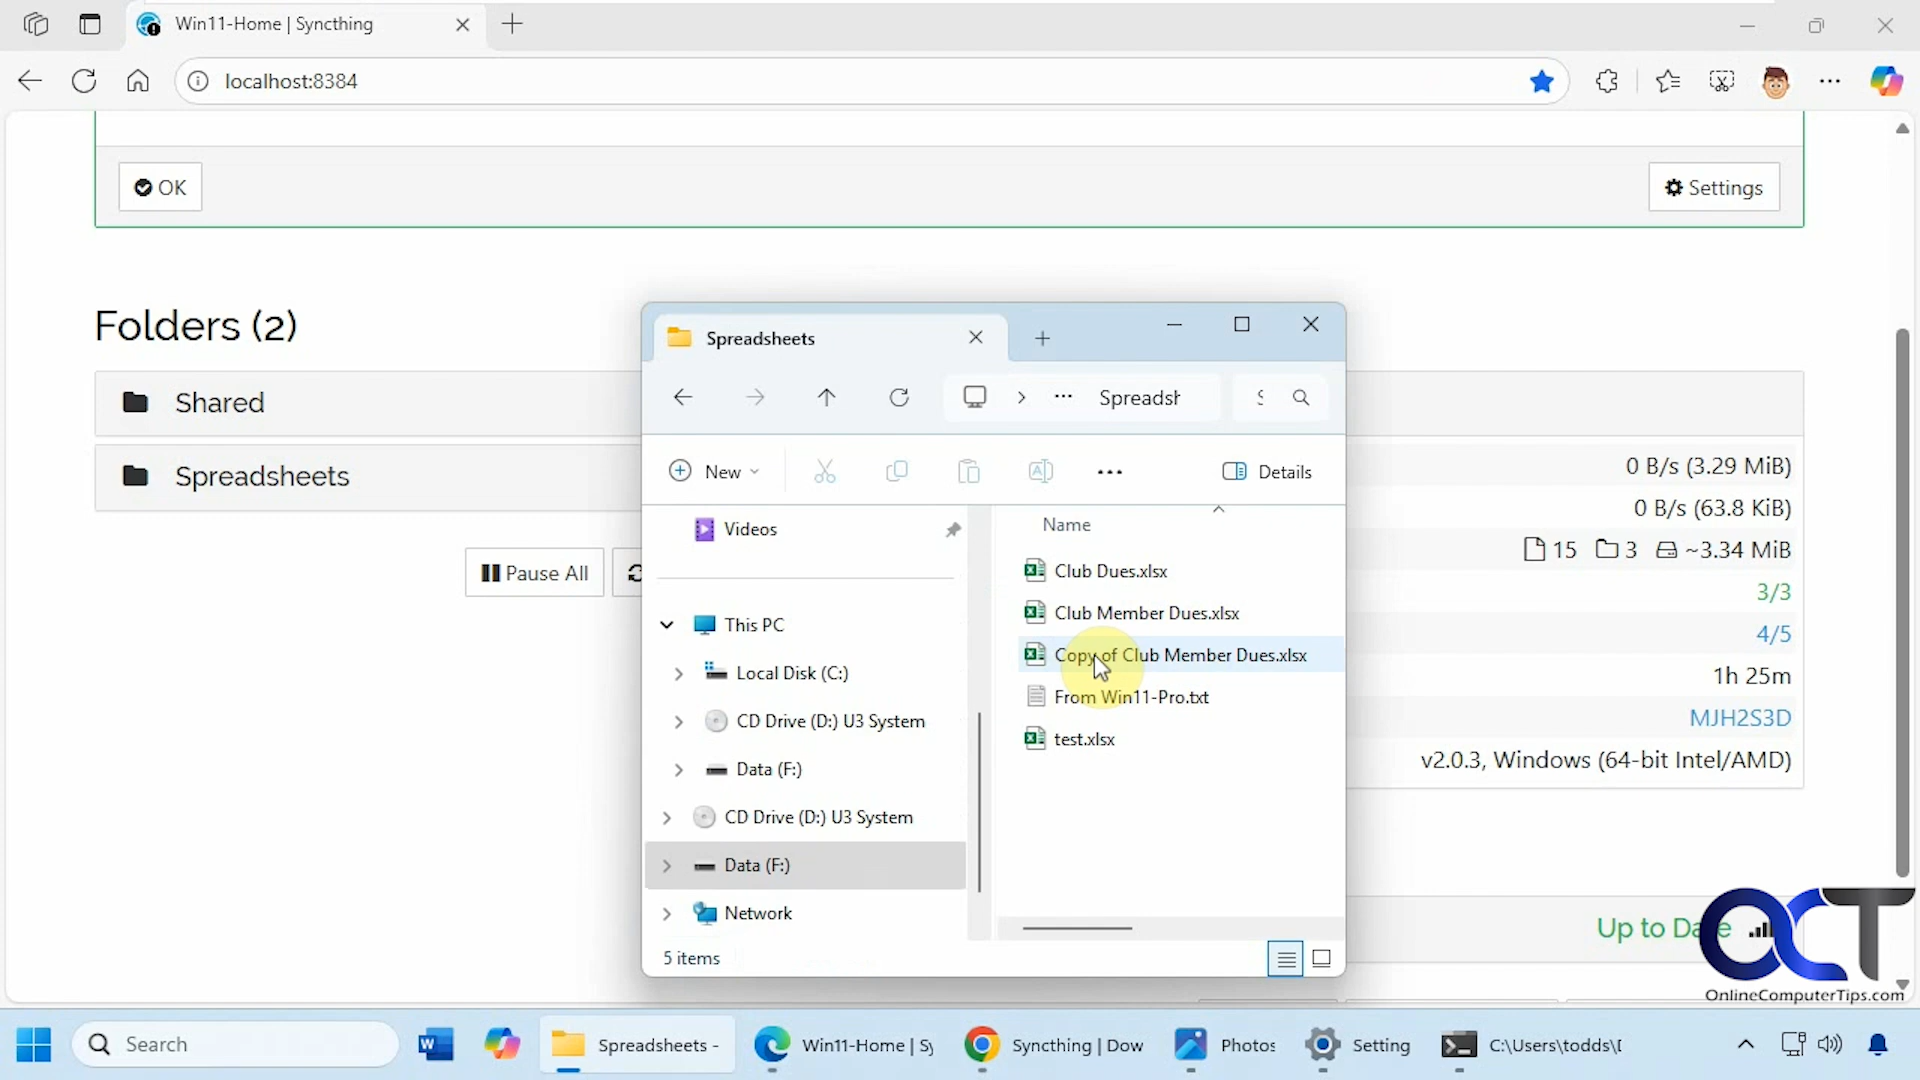 Win11-Home | Syncthing
localhost:8384
OK
Settings
Folders (2)
Shared
Spreadsheets
Pause All
Spreadsheets
Spreadsh
S
New
Details
Videos
This PC
Local Disk (C:)
CD Drive (D:) U3 System
Data (F:)
CD Drive (D:) U3 System
Data (F:)
Network
Name
Club Dues.xlsx
Club Member Dues.xlsx
Copy of Club Member Dues.xlsx
From Win11-Pro.txt
test.xlsx
5 items
0 B/s (3.29 MiB)
0 B/s (63.8 KiB)
15 3 ~3.34 MiB
3/3
4/5
1h 25m
MJH2S3D
v2.0.3, Windows (64-bit Intel/AMD)
Up to Date
OCT
OnlineComputerTips.com
Search
Spreadsheets -
Win11-Home | Sy
Syncthing | Dow
Photos
Setting
C:\Users\todds\D